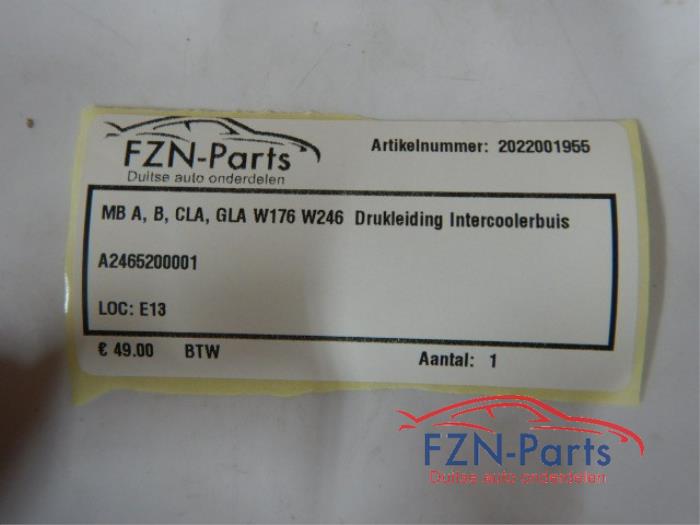 FZN-Parts
Duitse auto onderdelen
Artikelnummer: 2022001955
MB A, B, CLA, GLA W176 W246 Drukleiding Intercoolerbuis
A2465200001
LOC: E13
€ 49.00 BTW Aantal: 1
FZN-Parts
Duitse auto onderdelen